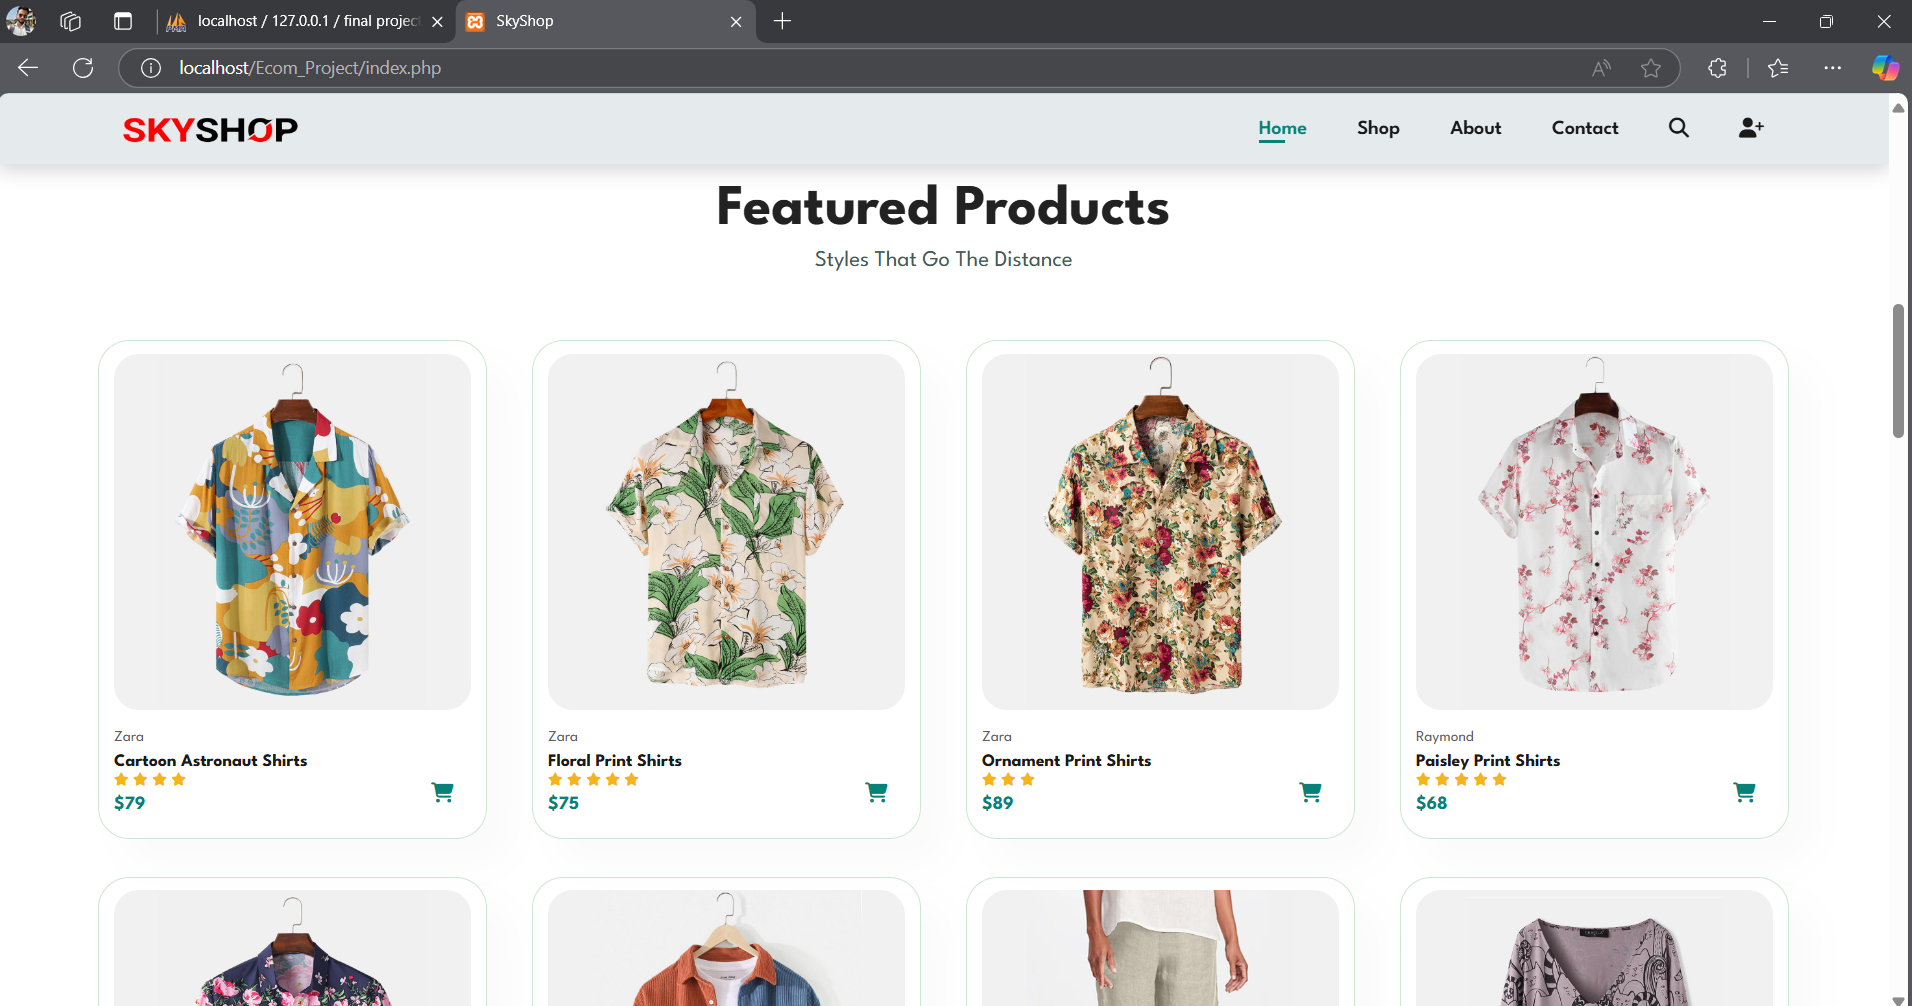 localhost / 127.0.0.1 / final projec
SkyShop
localhost/Ecom_Project/index.php
SKYSHOP
Home
Shop
About
Contact
Featured Products
Styles That Go The Distance
Zara
Cartoon Astronaut Shirts
$79
Zara
Floral Print Shirts
$75
Zara
Ornament Print Shirts
$89
Raymond
Paisley Print Shirts
$68